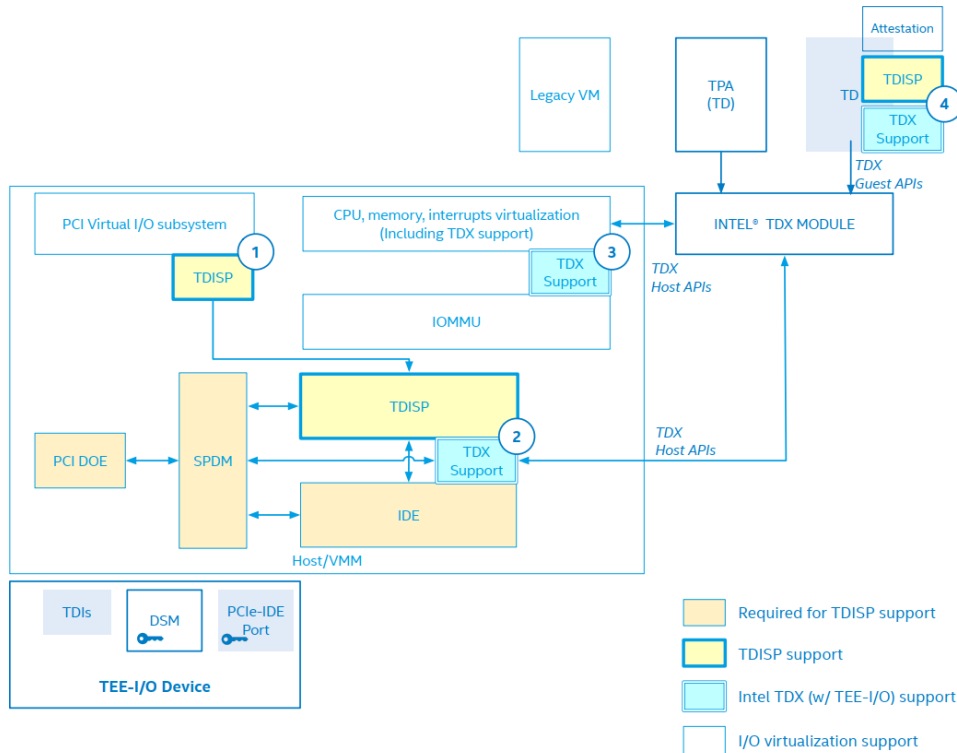 Attestation
Legacy VM
TPA
(TD)
TD
TDISP
4
TDX
Support
TDX
Guest APIs
PCI Virtual I/O subsystem
CPU, memory, interrupts virtualization
(Including TDX support)
INTEL® TDX MODULE
1
TDISP
3
TDX
Support
TDX
Host APIs
IOMMU
TDISP
2
TDX
Support
TDX
Host APIs
PCI DOE
SPDM
IDE
Host/VMM
TDIs
DSM
PCIe-IDE
Port
TEE-I/O Device
Required for TDISP support
TDISP support
Intel TDX (w/ TEE-I/O) support
I/O virtualization support